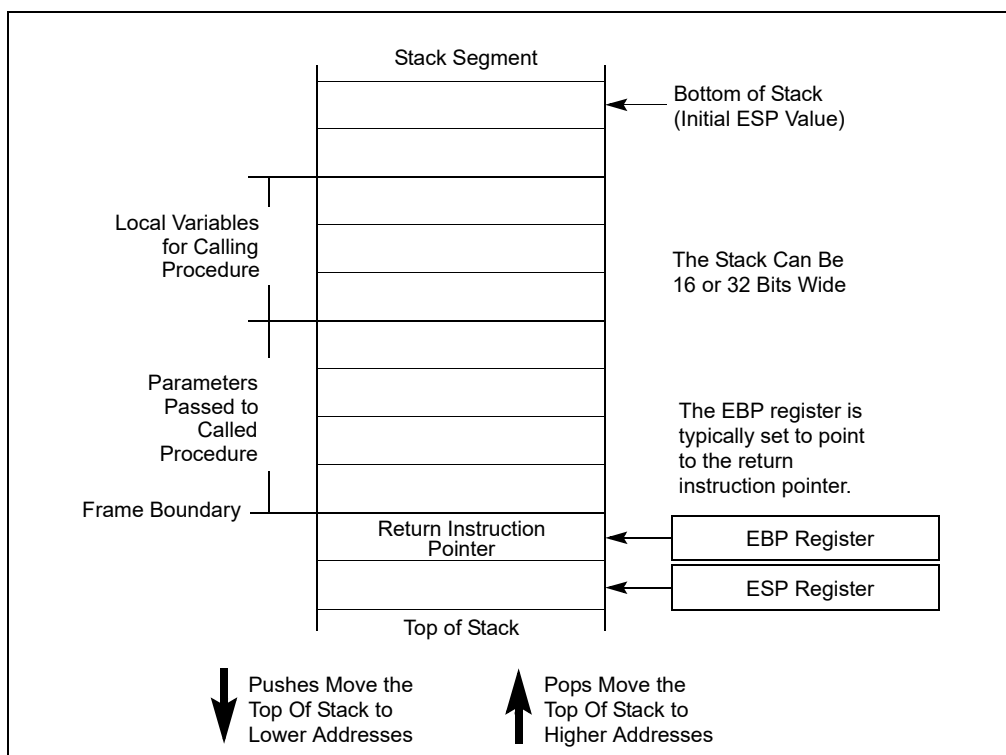 Stack Segment
Bottom of Stack
(Initial ESP Value)
Local Variables
for Calling
Procedure
The Stack Can Be
16 or 32 Bits Wide
Parameters
Passed to
Called
Procedure
The EBP register is
typically set to point
to the return
instruction pointer.
Frame Boundary
Return Instruction
Pointer
EBP Register
ESP Register
Top of Stack
Pushes Move the
Top Of Stack to
Lower Addresses
Pops Move the
Top Of Stack to
Higher Addresses